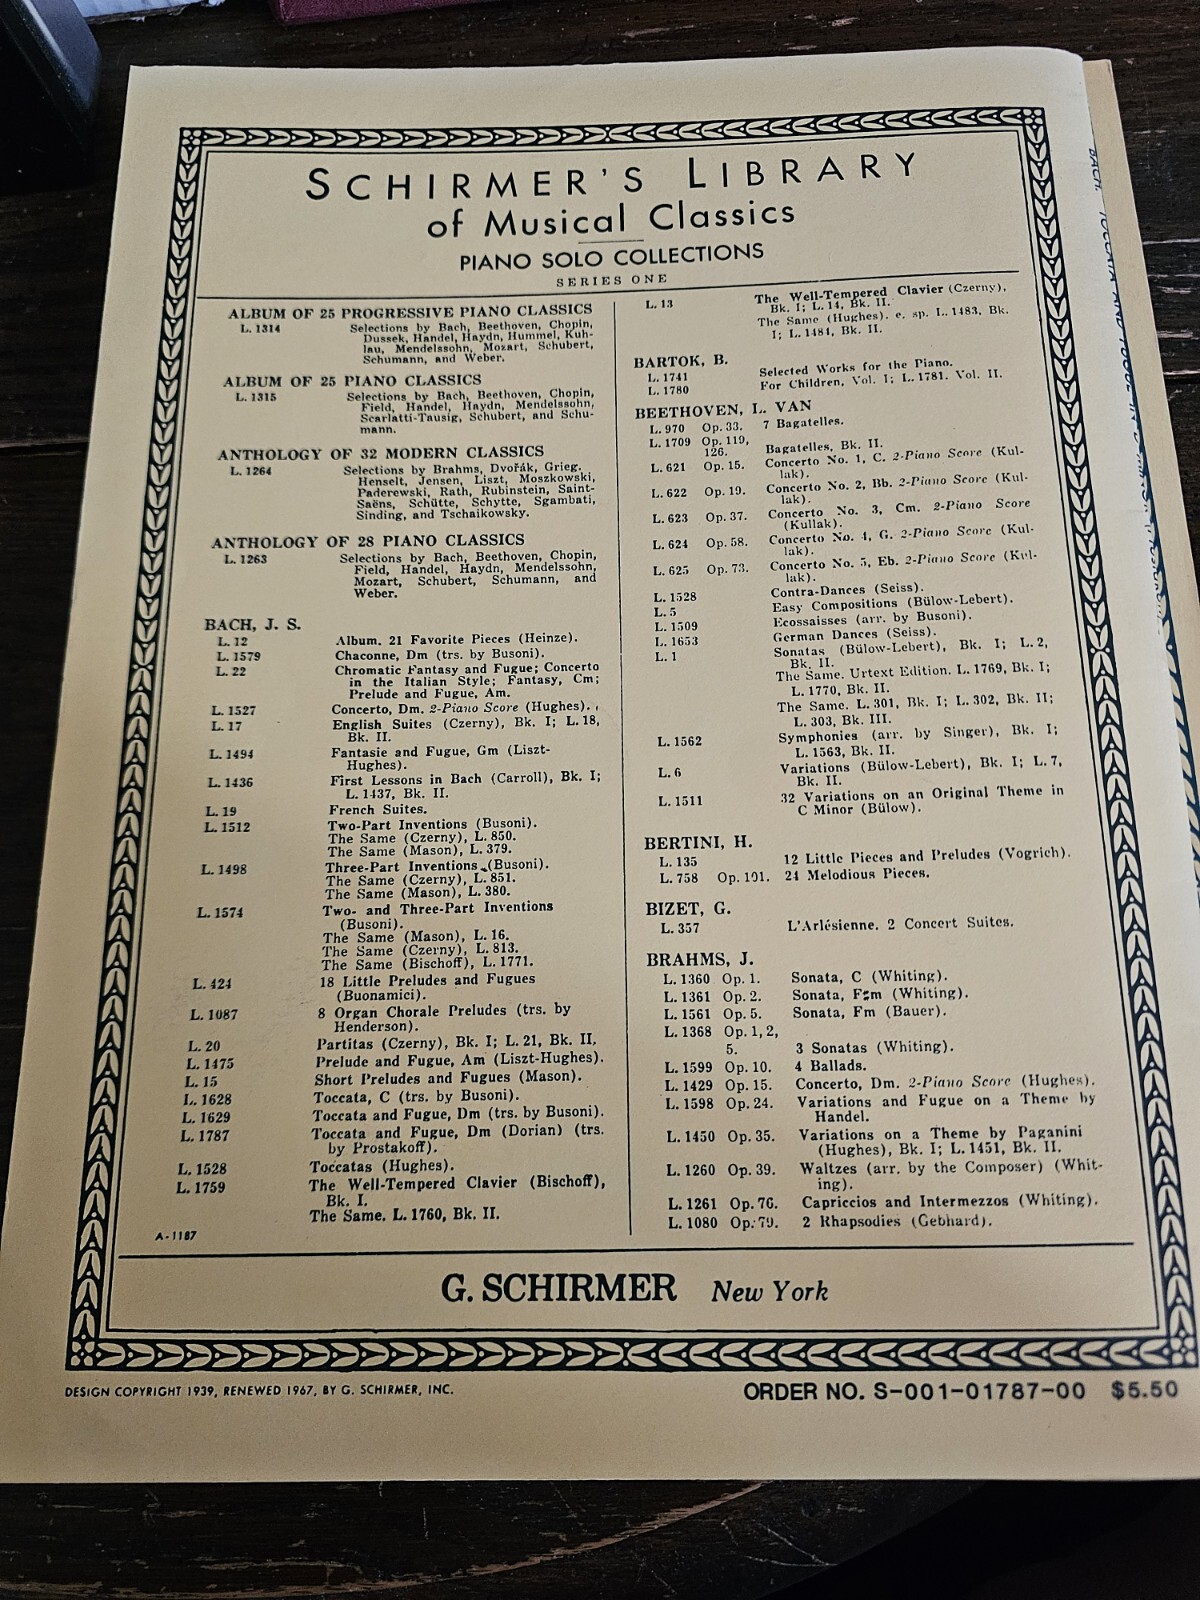 SCHIRMER'S LIBRARY
of Musical Classics
PIANO SOLO COLLECTIONS
SERIES ONE
ALBUM OF 25 PROGRESSIVE PIANO CLASSICS
L. 1314 Selections by Bach, Beethoven, Chopin,
Dussek, Handel, Haydn, Hummel, Kuh-
lau, Mendelssohn, Mozart, Schubert,
Schumann, and Weber.
ALBUM OF 25 PIANO CLASSICS
L. 1315 Selections by Bach, Beethoven, Chopin,
Field, Handel, Haydn, Mendelssohn,
Scarlatti-Tausig, Schubert, and Schu-
mann.
ANTHOLOGY OF 32 MODERN CLASSICS
L. 1264 Selections by Brahms, Dvořák, Grieg.
Henselt, Jensen, Liszt, Moszkowski,
Paderewski, Rath, Rubinstein, Saint-
Saëns, Schütte, Schytte, Sgambati,
Sinding, and Tschaikowsky.
ANTHOLOGY OF 28 PIANO CLASSICS
L. 1263 Selections by Bach, Beethoven, Chopin,
Field, Handel, Haydn, Mendelssohn,
Mozart, Schubert, Schumann, and
Weber.
BACH, J. S.
L. 12 Album. 21 Favorite Pieces (Heinze).
L. 1579 Chaconne, Dm (trs. by Busoni).
L. 22 Chromatic Fantasy and Fugue; Concerto
in the Italian Style; Fantasy, Cm;
Prelude and Fugue, Am.
L. 1527 Concerto, Dm. 2-Piano Score (Hughes).
L. 17 English Suites (Czerny), Bk. I; L. 18,
Bk. II.
L. 1494 Fantasie and Fugue, Gm (Liszt-
Hughes).
L. 1436 First Lessons in Bach (Carroll), Bk. I;
L. 1437, Bk. II.
L. 19 French Suites.
L. 1512 Two-Part Inventions (Busoni).
The Same (Czerny), L. 850.
The Same (Mason), L. 379.
L. 1498 Three-Part Inventions (Busoni).
The Same (Czerny), L. 851.
The Same (Mason), L. 380.
L. 1574 Two- and Three-Part Inventions
(Busoni).
The Same (Mason), L. 16.
The Same (Czerny), L. 813.
The Same (Bischoff), L. 1771.
L. 424 18 Little Preludes and Fugues
(Buonamici).
L. 1087 8 Organ Chorale Preludes (trs. by
Henderson).
L. 20 Partitas (Czerny), Bk. I; L. 21, Bk. II.
L. 1475 Prelude and Fugue, Am (Liszt-Hughes).
L. 15 Short Preludes and Fugues (Mason).
L. 1628 Toccata, C (trs. by Busoni).
L. 1629 Toccata and Fugue, Dm (trs. by Busoni).
L. 1787 Toccata and Fugue, Dm (Dorian) (trs.
by Prostakoff).
L. 1528 Toccatas (Hughes).
L. 1759 The Well-Tempered Clavier (Bischoff),
Bk. I.
The Same. L. 1760, Bk. II.
A-1187
L. 13 The Well-Tempered Clavier (Czerny),
Bk. I; L. 14, Bk. II.
The Same (Hughes). e. sp. L. 1483, Bk.
I; L. 1484, Bk. II.
BARTOK, B.
L. 1741 Selected Works for the Piano.
L. 1780 For Children, Vol. 1; L. 1781. Vol. II.
BEETHOVEN, L. VAN
L. 970 Op. 33. 7 Bagatelles.
L. 1709 Op. 119,
126. Bagatelles, Bk. II.
L. 621 Op. 15. Concerto No. 1, C. 2-Piano Score (Kul-
lak).
L. 622 Op. 19. Concerto No. 2, Bb. 2-Piano Score (Kul-
lak).
L. 623 Op. 37. Concerto No. 3, Cm. 2-Piano Score
(Kullak).
L. 624 Op. 58. Concerto No. 4, G. 2-Piano Score (Kul-
lak).
L. 625 Op. 73. Concerto No. 5, Eb. 2-Piano Score (Kul-
lak).
L. 1528 Contra-Dances (Seiss).
L. 5 Easy Compositions (Bülow-Lebert).
L. 1509 Ecossaisses (arr. by Busoni).
L. 1653 German Dances (Seiss).
L. 1 Sonatas (Bülow-Lebert), Bk. I; L. 2,
Bk. II.
The Same. Urtext Edition. L. 1769, Bk. I;
L. 1770, Bk. II.
The Same. L. 301, Bk. I; L. 302, Bk. II;
L. 303, Bk. III.
L. 1562 Symphonies (arr. by Singer), Bk. I;
L. 1563, Bk. II.
L. 6 Variations (Bülow-Lebert), Bk. I; L. 7,
Bk. II.
L. 1511 32 Variations on an Original Theme in
C Minor (Bülow).
BERTINI, H.
L. 135 12 Little Pieces and Preludes (Vogrich).
L. 758 Op. 101. 24 Melodious Pieces.
BIZET, G.
L. 357 L'Arlésienne. 2 Concert Suites.
BRAHMS, J.
L. 1360 Op. 1. Sonata, C (Whiting).
L. 1361 Op. 2. Sonata, F♯m (Whiting).
L. 1561 Op. 5. Sonata, Fm (Bauer).
L. 1368 Op. 1, 2,
5. 3 Sonatas (Whiting).
L. 1599 Op. 10. 4 Ballads.
L. 1429 Op. 15. Concerto, Dm. 2-Piano Score (Hughes).
L. 1598 Op. 24. Variations and Fugue on a Theme by
Handel.
L. 1450 Op. 35. Variations on a Theme by Paganini
(Hughes), Bk. I; L. 1451, Bk. II.
L. 1260 Op. 39. Waltzes (arr. by the Composer) (Whit-
ing).
L. 1261 Op. 76. Capriccios and Intermezzos (Whiting).
L. 1080 Op. 79. 2 Rhapsodies (Gebhard).
G. SCHIRMER New York
DESIGN COPYRIGHT 1939, RENEWED 1967, BY G. SCHIRMER, INC.
ORDER NO. S-001-01787-00 $5.50
BACH. TOCCATA AND